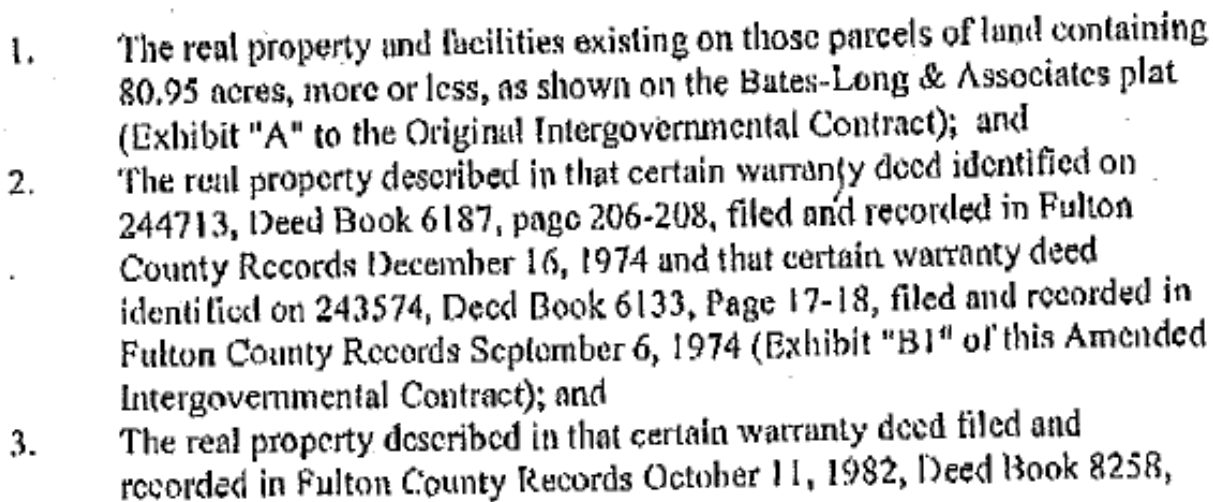 1. The real property and facilities existing on those parcels of land containing
80.95 acres, more or less, as shown on the Bates-Long & Associates plat
(Exhibit "A" to the Original Intergovernmental Contract); and
2. The real property described in that certain warranty deed identified on
244713, Deed Book 6187, page 206-208, filed and recorded in Fulton
County Records December 16, 1974 and that certain warranty deed
identified on 243574, Deed Book 6133, Page 17-18, filed and recorded in
Fulton County Records September 6, 1974 (Exhibit "B1" of this Amended
Intergovernmental Contract); and
3. The real property described in that certain warranty deed filed and
recorded in Fulton County Records October 11, 1982, Deed Book 8258,